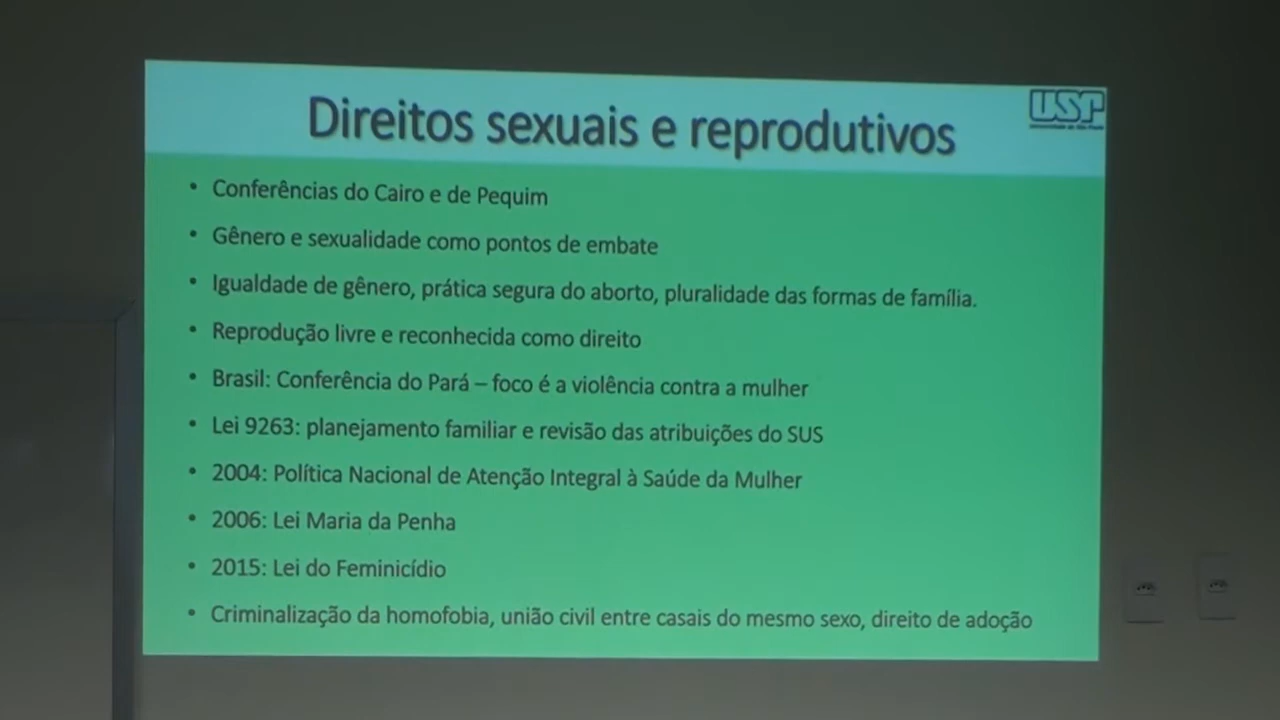 Direitos sexuais e reprodutivos
USP
Universidade de São Paulo
• Conferências do Cairo e de Pequim
• Gênero e sexualidade como pontos de embate
• Igualdade de gênero, prática segura do aborto, pluralidade das formas de família.
• Reprodução livre e reconhecida como direito
• Brasil: Conferência do Pará – foco é a violência contra a mulher
• Lei 9263: planejamento familiar e revisão das atribuições do SUS
• 2004: Política Nacional de Atenção Integral à Saúde da Mulher
• 2006: Lei Maria da Penha
• 2015: Lei do Feminicídio
• Criminalização da homofobia, união civil entre casais do mesmo sexo, direito de adoção